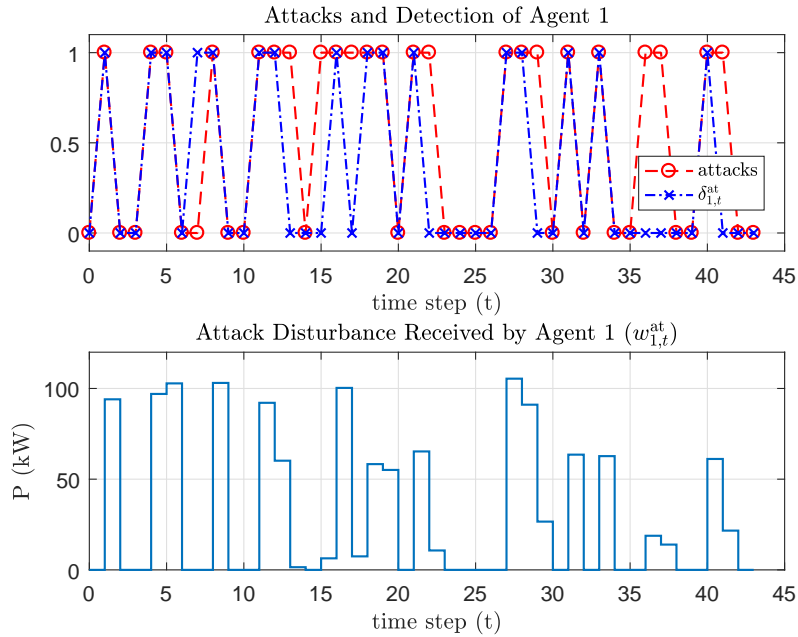 Attacks and Detection of Agent 1
1
0.5
0
attacks
δ^at_1,t
0 5 10 15 20 25 30 35 40 45
time step (t)
Attack Disturbance Received by Agent 1 (w^at_1,t)
P (kW)
100
50
0
0 5 10 15 20 25 30 35 40 45
time step (t)